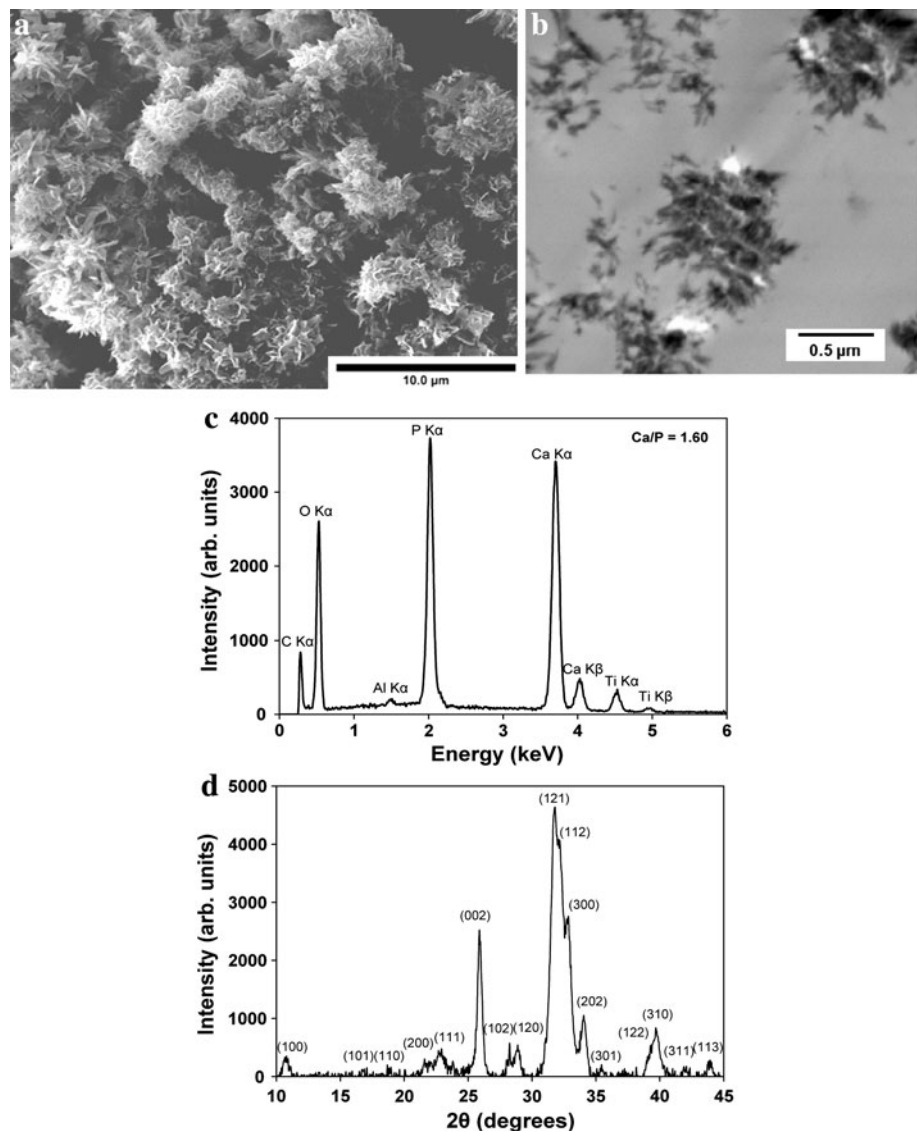 a
10.0 µm
b
0.5 µm
c
Ca/P = 1.60
Intensity (arb. units)
4000
3000
2000
1000
0
C Kα
O Kα
Al Kα
P Kα
Ca Kα
Ca Kβ
Ti Kα
Ti Kβ
0 1 2 3 4 5 6
Energy (keV)
d
Intensity (arb. units)
5000
4000
3000
2000
1000
0
(100)
(101)
(110)
(200)
(111)
(002)
(102)
(120)
(121)
(112)
(300)
(202)
(301)
(122)
(310)
(311)
(113)
10 15 20 25 30 35 40 45
2θ (degrees)